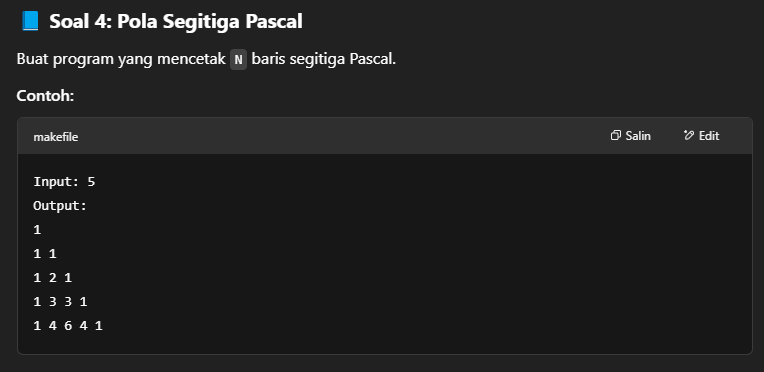 📘 Soal 4: Pola Segitiga Pascal
Buat program yang mencetak N baris segitiga Pascal.
Contoh:
makefile
Salin
Edit
Input: 5
Output:
1
1 1
1 2 1
1 3 3 1
1 4 6 4 1